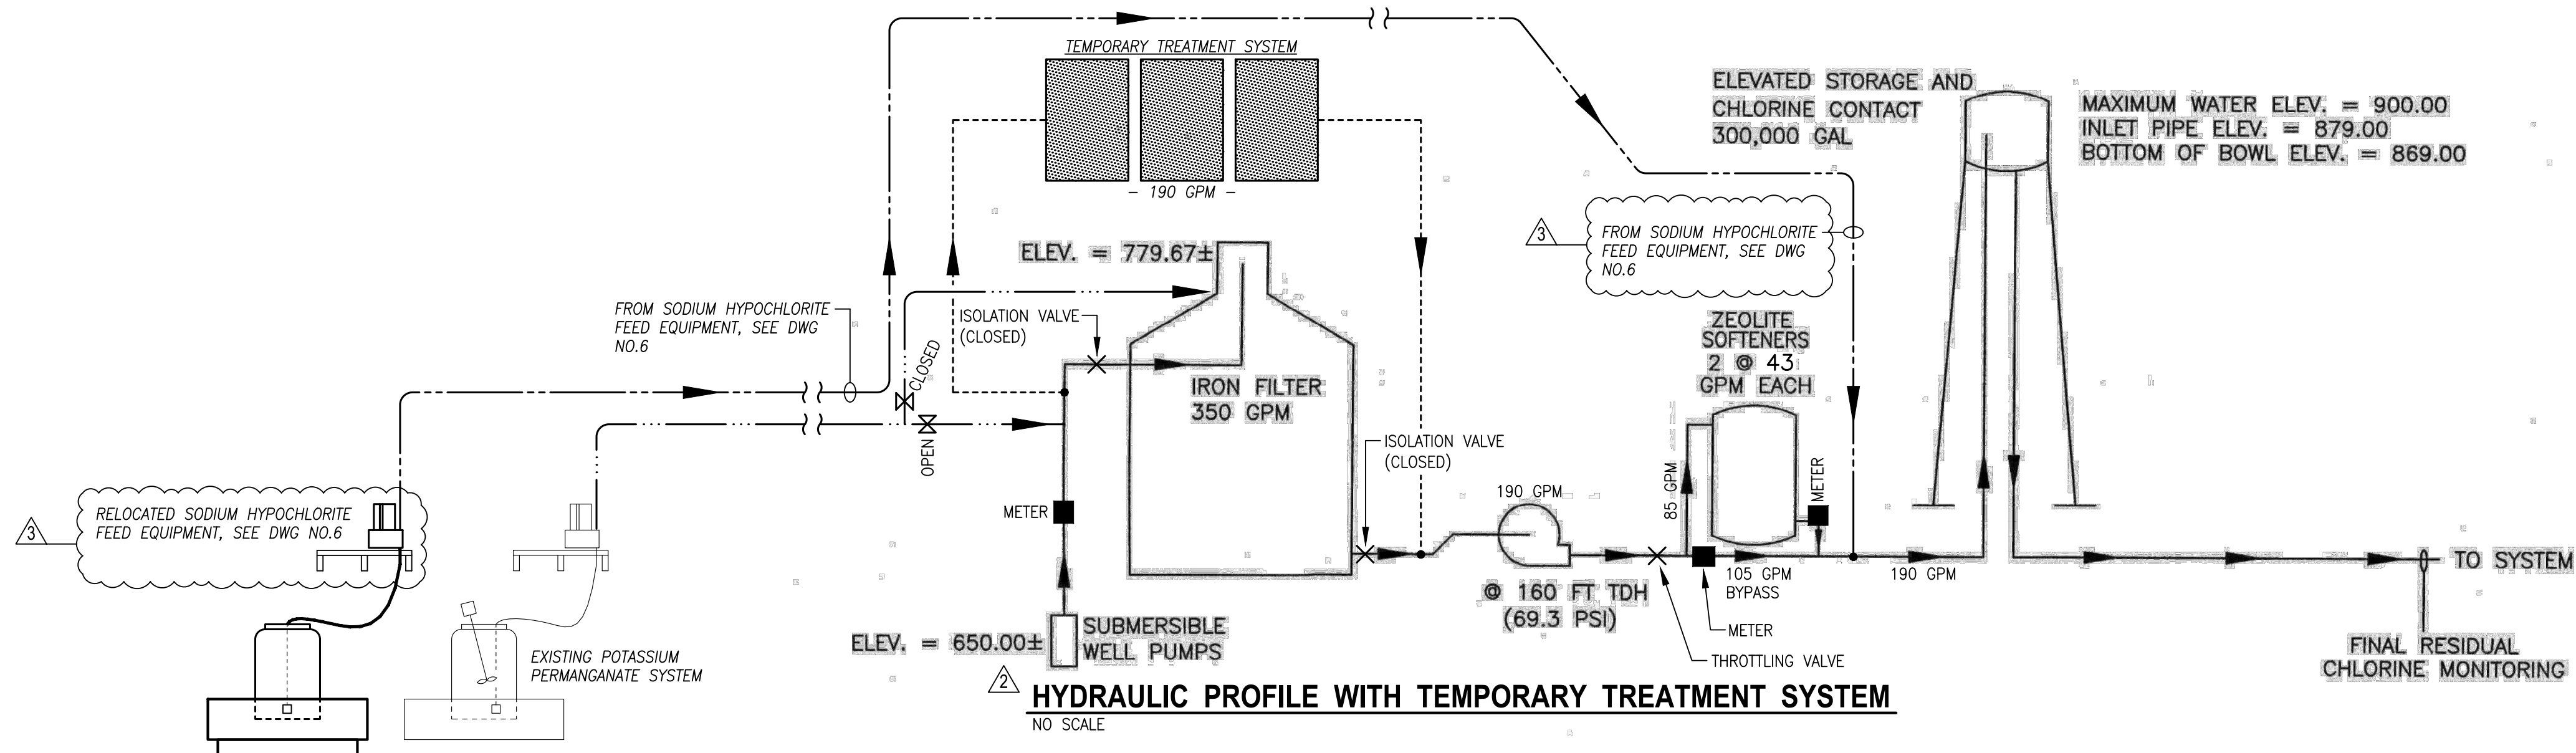 TEMPORARY TREATMENT SYSTEM
- 190 GPM -
ELEVATED STORAGE AND
CHLORINE CONTACT
300,000 GAL
MAXIMUM WATER ELEV. = 900.00
INLET PIPE ELEV. = 879.00
BOTTOM OF BOWL ELEV. = 869.00
3
FROM SODIUM HYPOCHLORITE
FEED EQUIPMENT, SEE DWG
NO.6
ELEV. = 779.67±
FROM SODIUM HYPOCHLORITE
FEED EQUIPMENT, SEE DWG
NO.6
ISOLATION VALVE
(CLOSED)
CLOSED
OPEN
IRON FILTER
350 GPM
ZEOLITE
SOFTENERS
2 @ 43
GPM EACH
ISOLATION VALVE
(CLOSED)
85 GPM
METER
3
RELOCATED SODIUM HYPOCHLORITE
FEED EQUIPMENT, SEE DWG NO.6
METER
190 GPM
@ 160 FT TDH
(69.3 PSI)
105 GPM
BYPASS
190 GPM
TO SYSTEM
METER
THROTTLING VALVE
FINAL RESIDUAL
CHLORINE MONITORING
ELEV. = 650.00±
SUBMERSIBLE
WELL PUMPS
EXISTING POTASSIUM
PERMANGANATE SYSTEM
2
HYDRAULIC PROFILE WITH TEMPORARY TREATMENT SYSTEM
NO SCALE